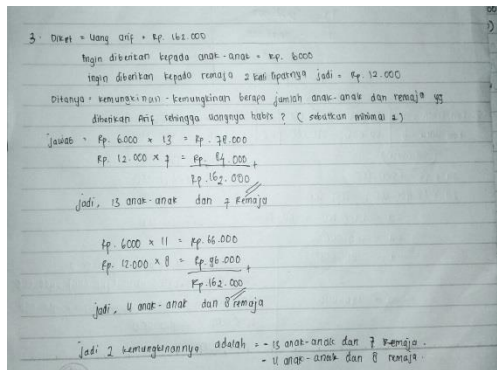 3. Diket = Uang Arif = Rp. 162.000
Ingin diberikan kepada anak-anak = Rp. 6000
Ingin diberikan kepada remaja 2 kali lipatnya jadi = Rp. 12.000
Ditanya = kemungkinan-kemungkinan berapa jumlah anak-anak dan remaja yg
diberikan Arif sehingga uangnya habis ? ( sebutkan minimal 2 )
Jawab = Rp. 6.000 × 13 = Rp. 78.000
Rp. 12.000 × 7 = Rp. 84.000 +
Rp. 162.000
Jadi, 13 anak-anak dan 7 Remaja
Rp. 6000 × 11 = Rp. 66.000
Rp. 12.000 × 8 = Rp. 96.000 +
Rp. 162.000
Jadi, 11 anak-anak dan 8 remaja
Jadi 2 kemungkinannya adalah = - 13 anak-anak dan 7 Remaja.
- 11 anak-anak dan 8 remaja.